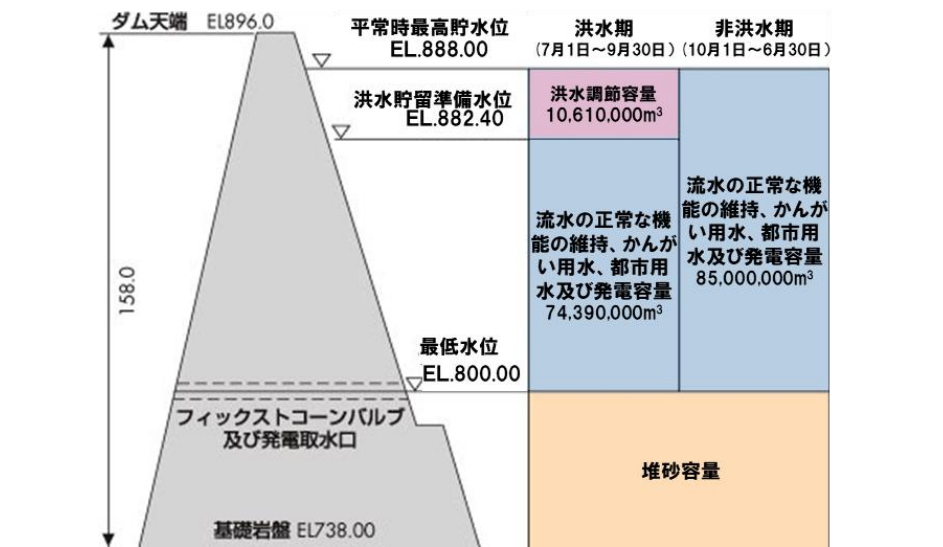 ダム天端 EL896.0
平常時最高貯水位
EL.888.00
洪水期
(7月1日～9月30日)
非洪水期
(10月1日～6月30日)
洪水貯留準備水位
EL.882.40
洪水調節容量
10,610,000m³
流水の正常な機
能の維持、かんが
い用水、都市用
水及び発電容量
74,390,000m³
流水の正常な機
能の維持、かんが
い用水、都市用
水及び発電容量
85,000,000m³
158.0
最低水位
EL.800.00
フィックストコーンバルブ
及び発電取水口
堆砂容量
基礎岩盤 EL738.00